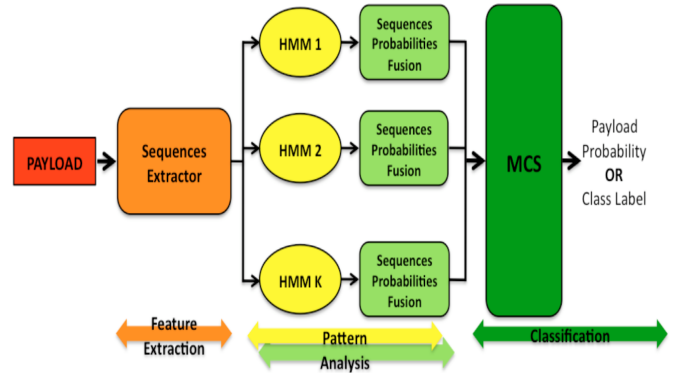 PAYLOAD
Sequences
Extractor
HMM 1
Sequences
Probabilities
Fusion
HMM 2
Sequences
Probabilities
Fusion
HMM K
Sequences
Probabilities
Fusion
MCS
Payload
Probability
OR
Class Label
Feature
Extraction
Pattern
Analysis
Classification